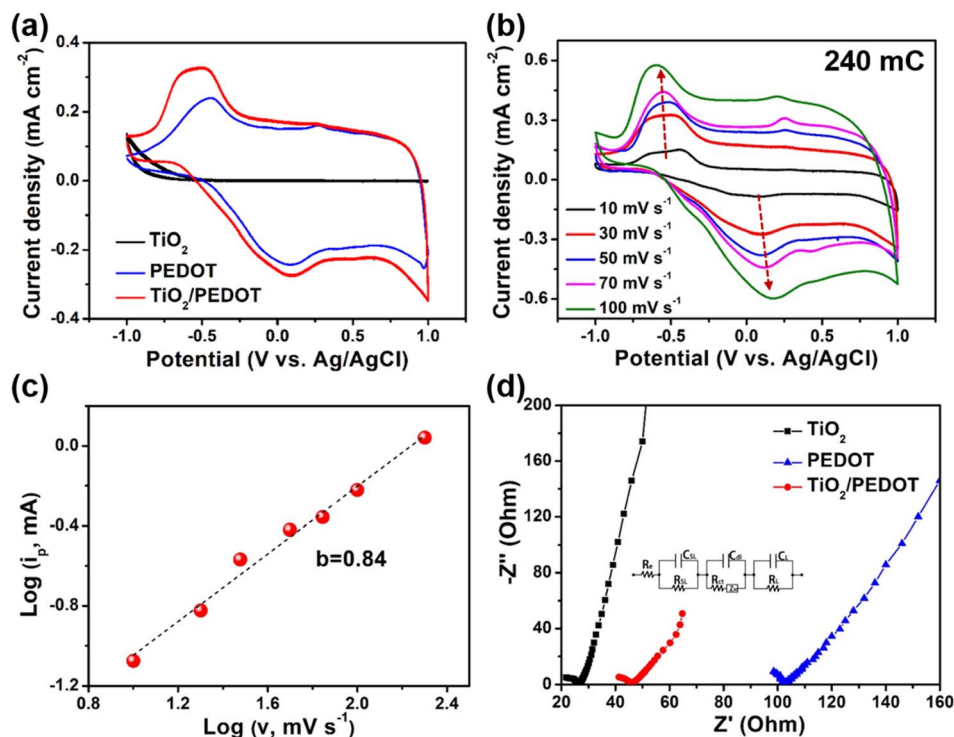 (a)
Current density (mA cm⁻²)
0.4
0.2
0.0
-0.2
-0.4
TiO₂
PEDOT
TiO₂/PEDOT
-1.0 -0.5 0.0 0.5 1.0
Potential (V vs. Ag/AgCl)
(b)
240 mC
Current density (mA cm⁻²)
0.6
0.3
0.0
-0.3
-0.6
10 mV s⁻¹
30 mV s⁻¹
50 mV s⁻¹
70 mV s⁻¹
100 mV s⁻¹
-1.0 -0.5 0.0 0.5 1.0
Potential (V vs. Ag/AgCl)
(c)
Log (iₚ, mA)
0.0
-0.4
-0.8
-1.2
b=0.84
0.8 1.2 1.6 2.0 2.4
Log (v, mV s⁻¹)
(d)
-Z'' (Ohm)
200
160
120
80
40
0
TiO₂
PEDOT
TiO₂/PEDOT
C_SL C_dl C_L
R_e
R_SL R_ct Z_w R_L
20 40 60 80 100 120 140 160
Z' (Ohm)